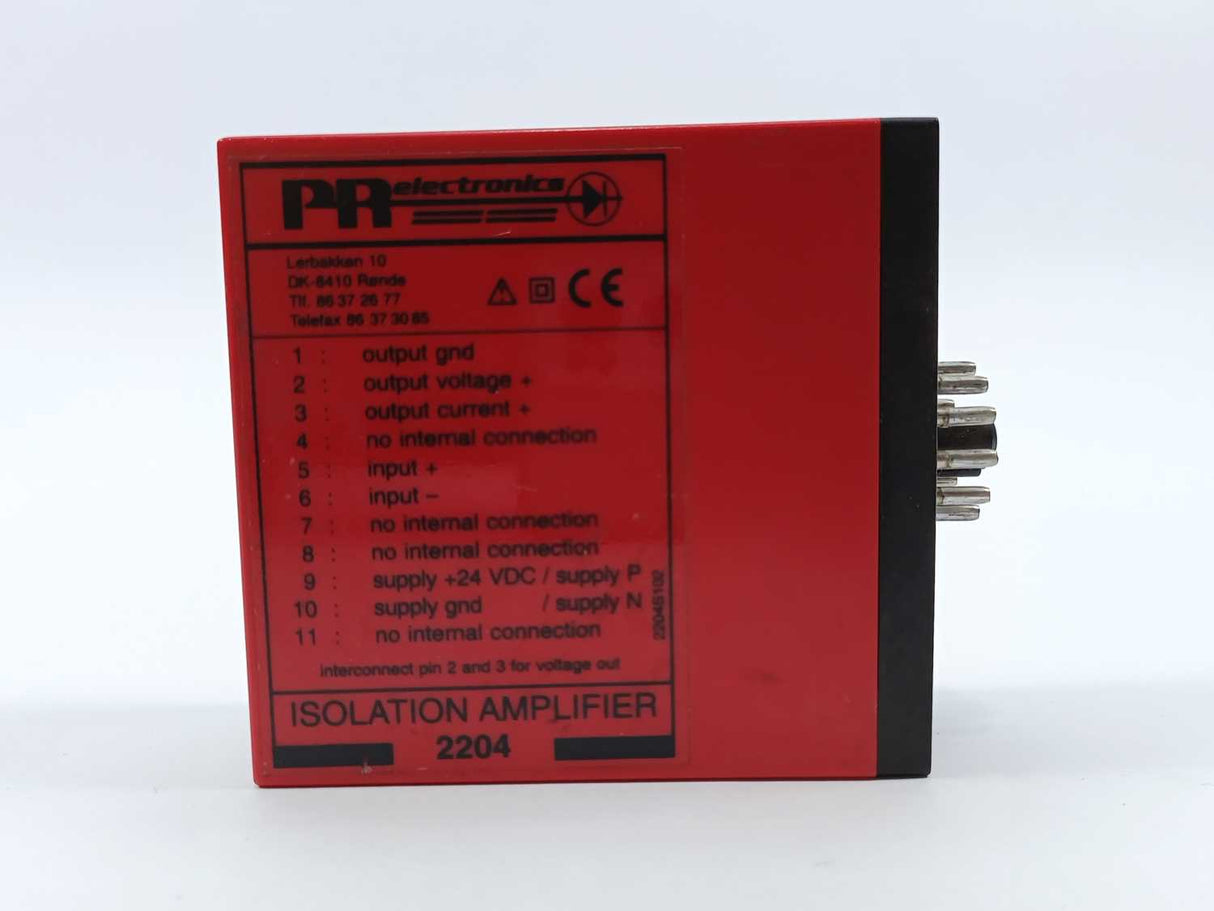 PR electronics
Lerbakken 10
DK-8410 Rønde
Tlf. 86 37 26 77
Telefax 86 37 30 85
CE
1 : output gnd
2 : output voltage +
3 : output current +
4 : no internal connection
5 : input +
6 : input –
7 : no internal connection
8 : no internal connection
9 : supply +24 VDC / supply P
10 : supply gnd / supply N
11 : no internal connection
2204S102
interconnect pin 2 and 3 for voltage out
ISOLATION AMPLIFIER
2204